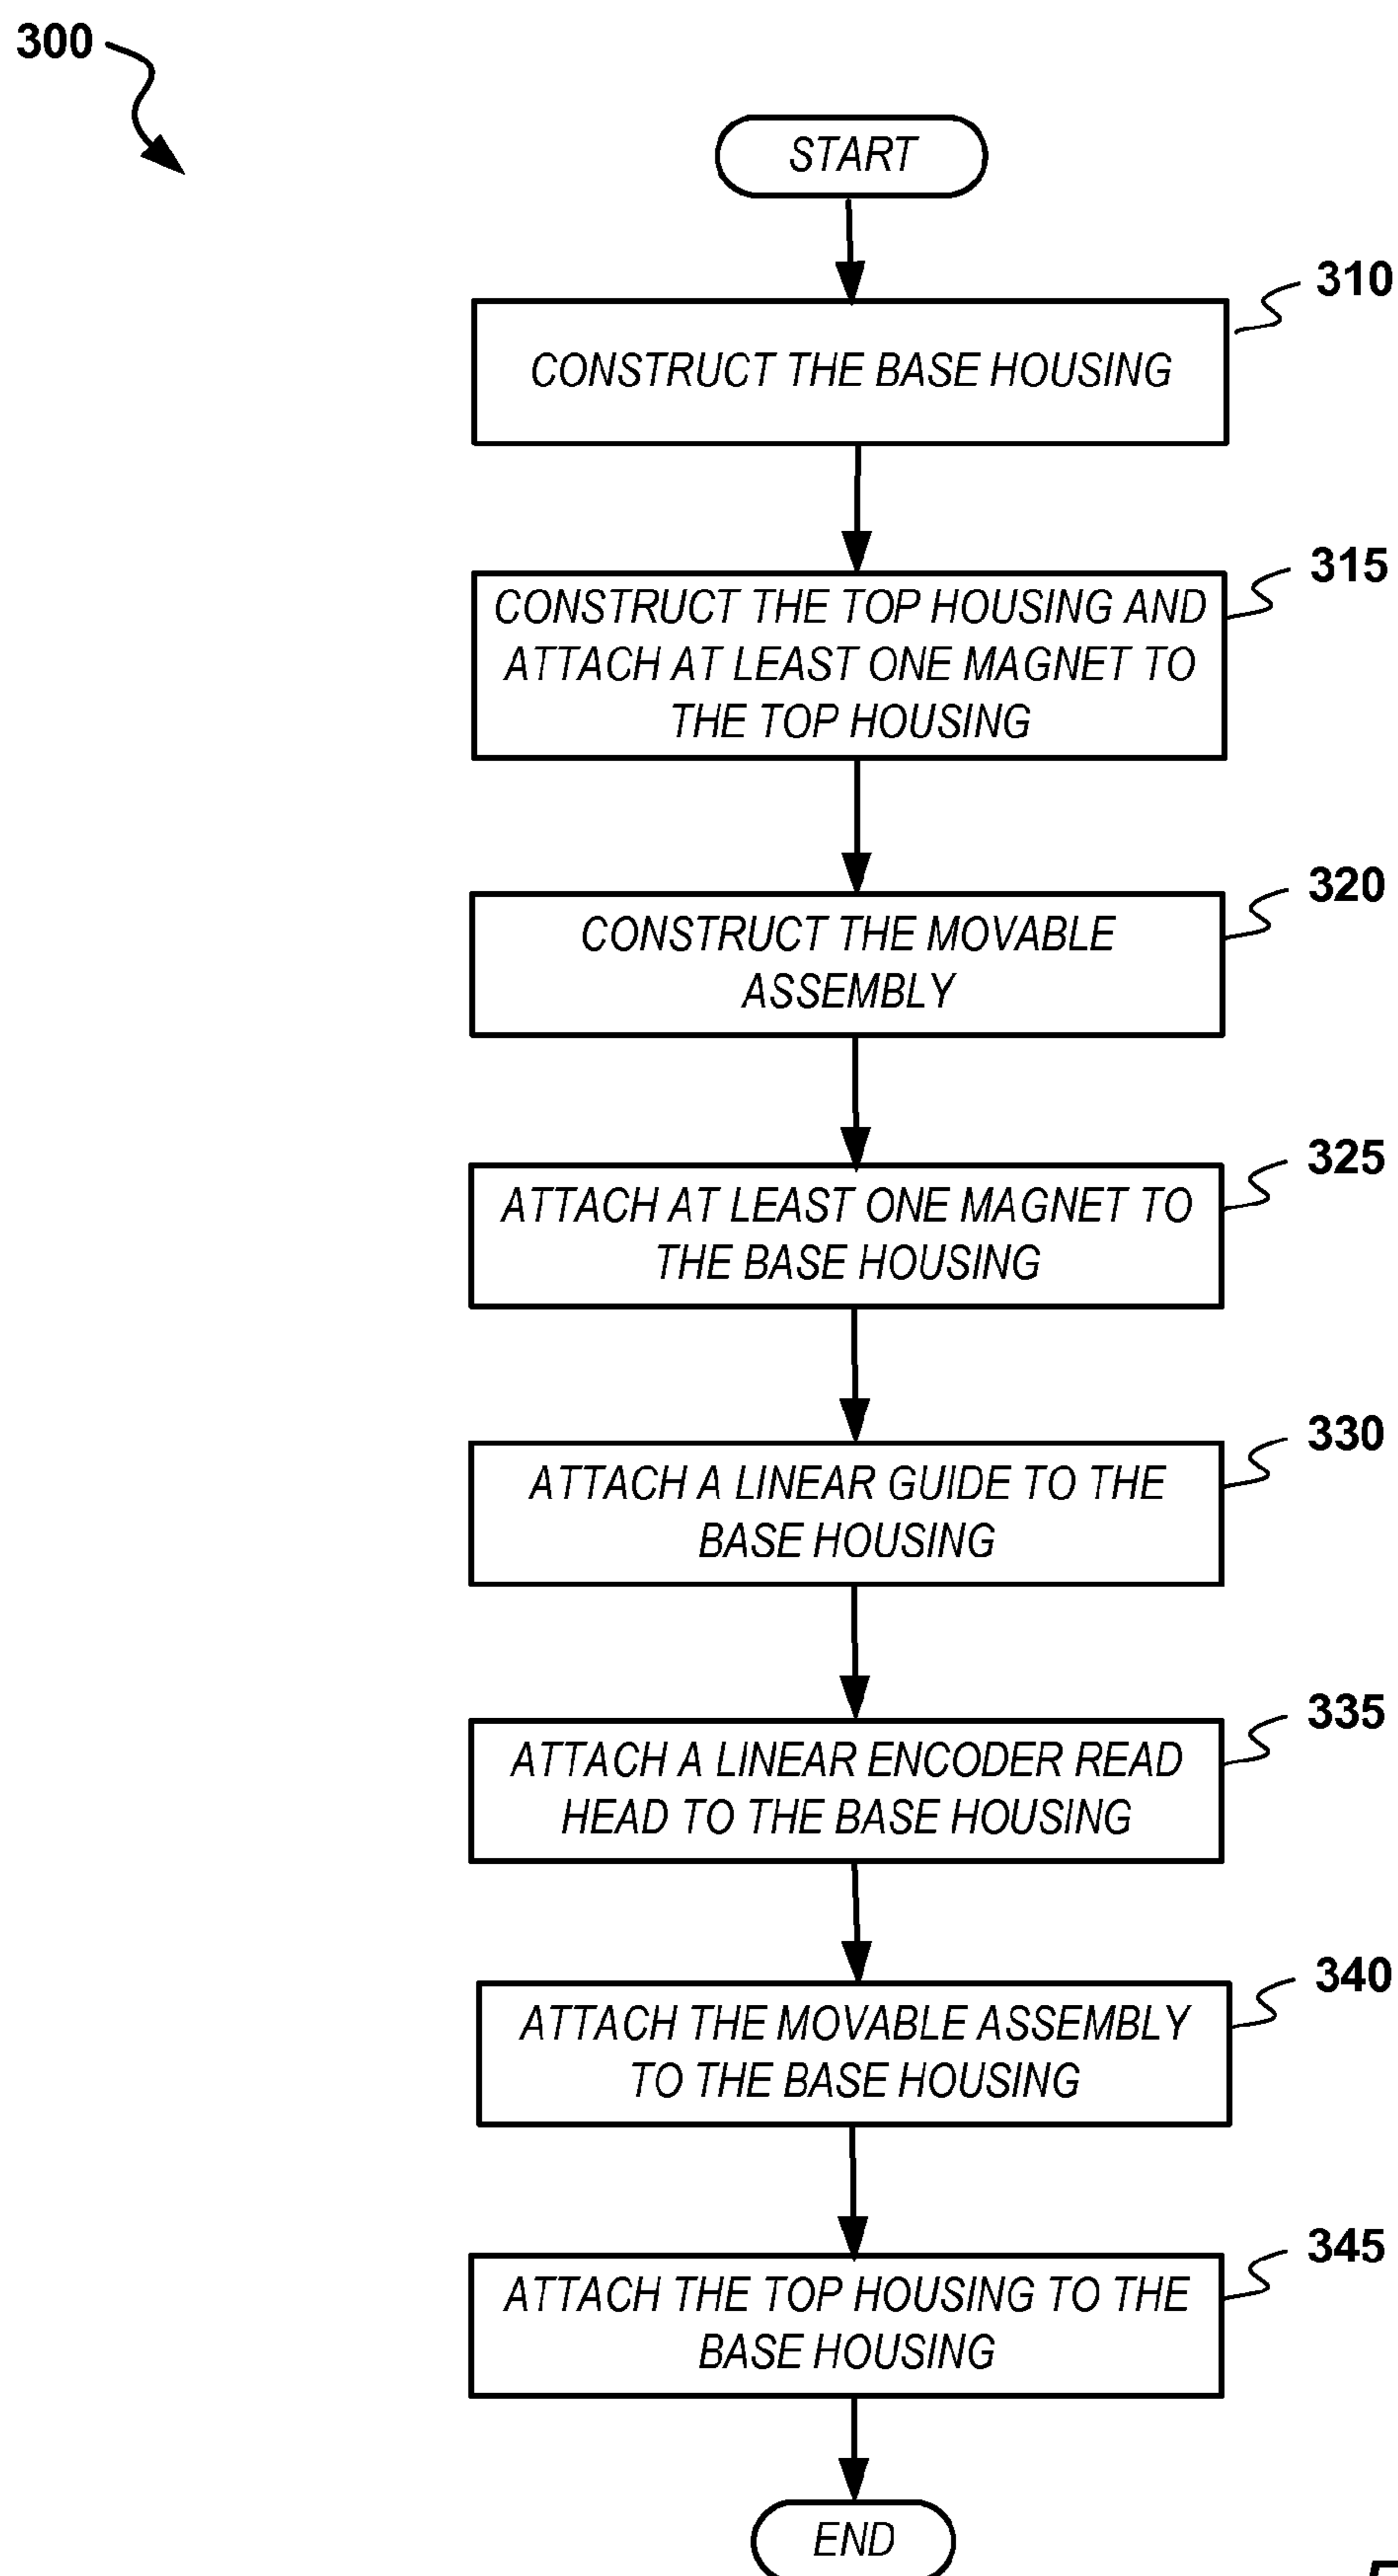 300
START
310
CONSTRUCT THE BASE HOUSING
315
CONSTRUCT THE TOP HOUSING AND
ATTACH AT LEAST ONE MAGNET TO
THE TOP HOUSING
320
CONSTRUCT THE MOVABLE
ASSEMBLY
325
ATTACH AT LEAST ONE MAGNET TO
THE BASE HOUSING
330
ATTACH A LINEAR GUIDE TO THE
BASE HOUSING
335
ATTACH A LINEAR ENCODER READ
HEAD TO THE BASE HOUSING
340
ATTACH THE MOVABLE ASSEMBLY
TO THE BASE HOUSING
345
ATTACH THE TOP HOUSING TO THE
BASE HOUSING
END